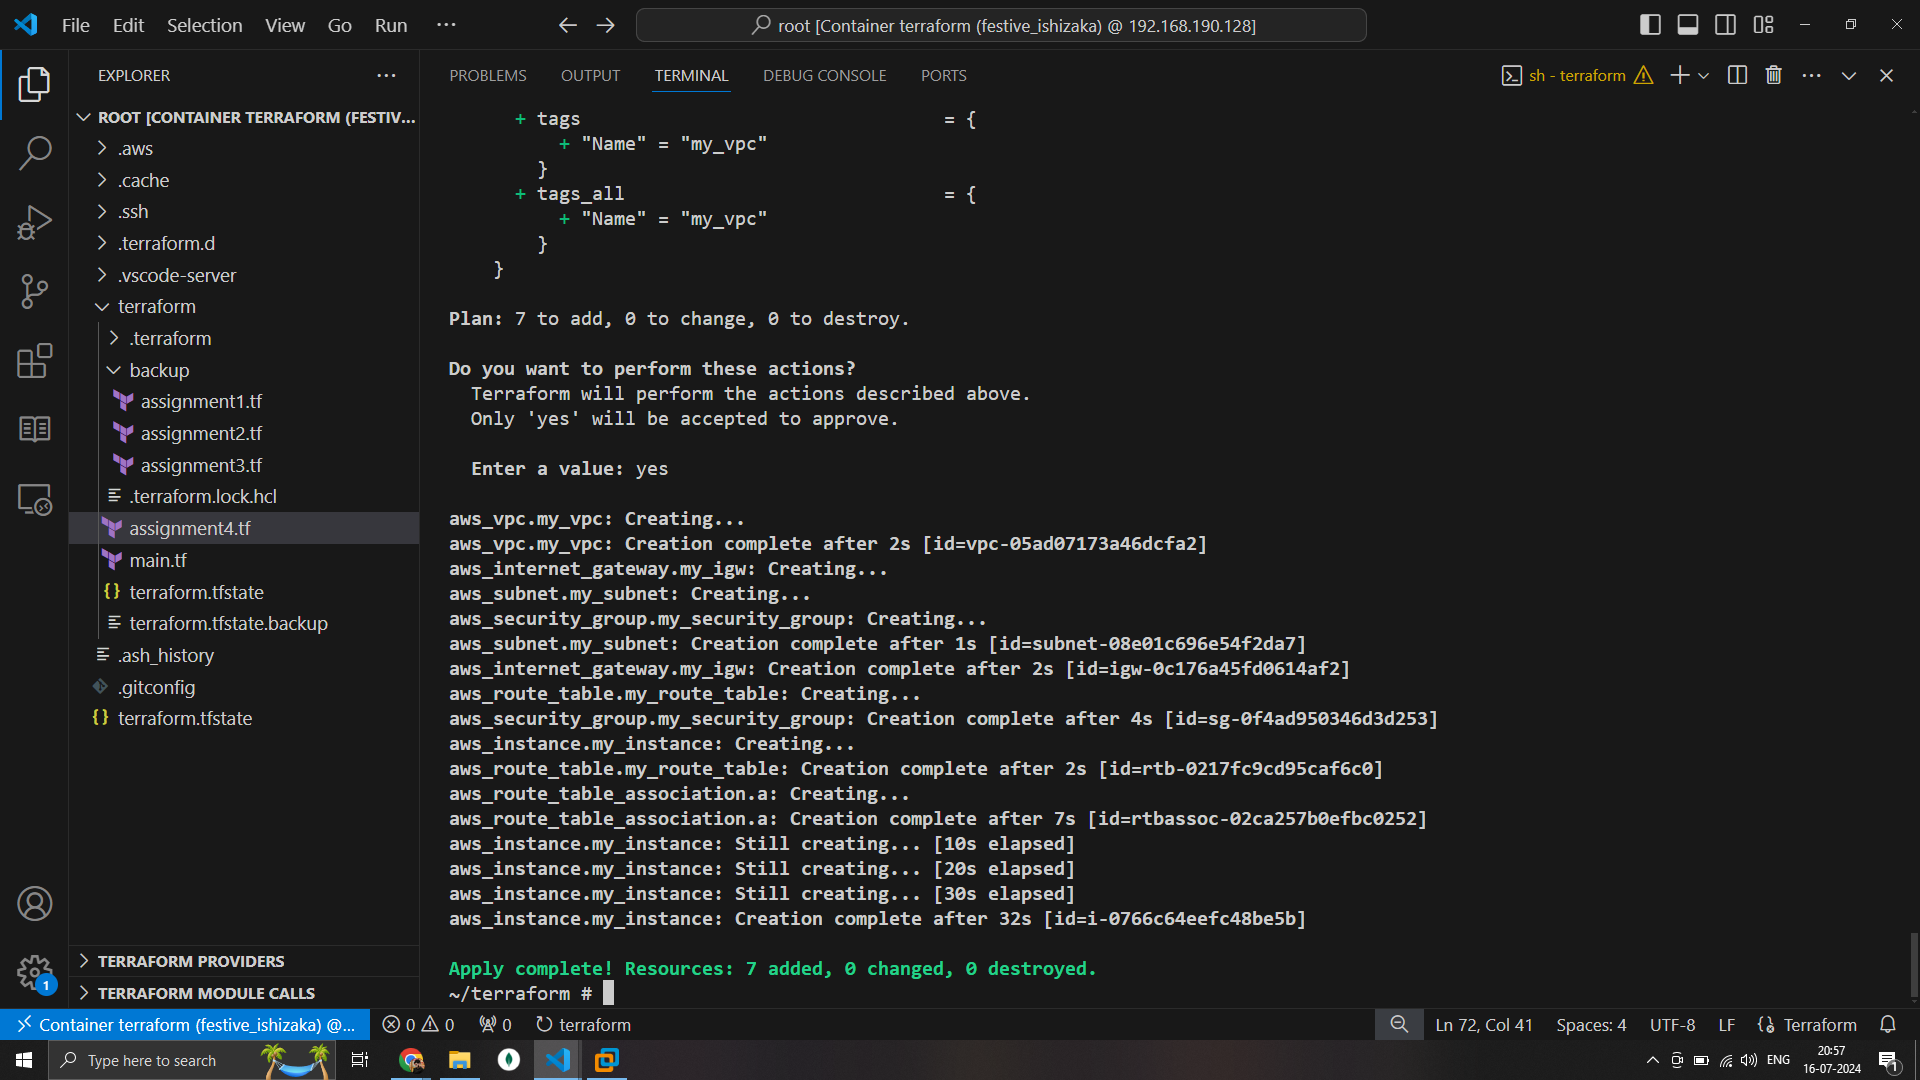 File Edit Selection View Go Run ···
root [Container terraform (festive_ishizaka) @ 192.168.190.128]
EXPLORER ···
ROOT [CONTAINER TERRAFORM (FESTIV...
.aws
.cache
.ssh
.terraform.d
.vscode-server
terraform
.terraform
backup
assignment1.tf
assignment2.tf
assignment3.tf
.terraform.lock.hcl
assignment4.tf
main.tf
{} terraform.tfstate
terraform.tfstate.backup
.ash_history
.gitconfig
{} terraform.tfstate
TERRAFORM PROVIDERS
TERRAFORM MODULE CALLS
1
PROBLEMS OUTPUT TERMINAL DEBUG CONSOLE PORTS
sh - terraform
+ tags = {
+ "Name" = "my_vpc"
}
+ tags_all = {
+ "Name" = "my_vpc"
}
}
Plan: 7 to add, 0 to change, 0 to destroy.
Do you want to perform these actions?
Terraform will perform the actions described above.
Only 'yes' will be accepted to approve.
Enter a value: yes
aws_vpc.my_vpc: Creating...
aws_vpc.my_vpc: Creation complete after 2s [id=vpc-05ad07173a46dcfa2]
aws_internet_gateway.my_igw: Creating...
aws_subnet.my_subnet: Creating...
aws_security_group.my_security_group: Creating...
aws_subnet.my_subnet: Creation complete after 1s [id=subnet-08e01c696e54f2da7]
aws_internet_gateway.my_igw: Creation complete after 2s [id=igw-0c176a45fd0614af2]
aws_route_table.my_route_table: Creating...
aws_security_group.my_security_group: Creation complete after 4s [id=sg-0f4ad950346d3d253]
aws_instance.my_instance: Creating...
aws_route_table.my_route_table: Creation complete after 2s [id=rtb-0217fc9cd95caf6c0]
aws_route_table_association.a: Creating...
aws_route_table_association.a: Creation complete after 7s [id=rtbassoc-02ca257b0efbc0252]
aws_instance.my_instance: Still creating... [10s elapsed]
aws_instance.my_instance: Still creating... [20s elapsed]
aws_instance.my_instance: Still creating... [30s elapsed]
aws_instance.my_instance: Creation complete after 32s [id=i-0766c64eefc48be5b]
Apply complete! Resources: 7 added, 0 changed, 0 destroyed.
~/terraform #
Container terraform (festive_ishizaka) @... 0 0 0 terraform
Ln 72, Col 41 Spaces: 4 UTF-8 LF Terraform
Type here to search
ENG
20:57
16-07-2024
1